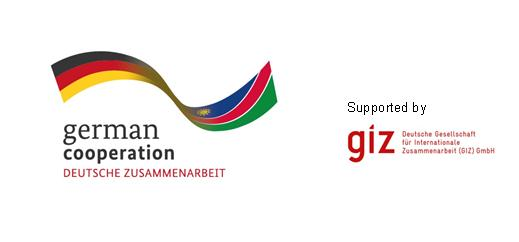 german
cooperation
DEUTSCHE ZUSAMMENARBEIT
Supported by
giz
Deutsche Gesellschaft
für Internationale
Zusammenarbeit (GIZ) GmbH